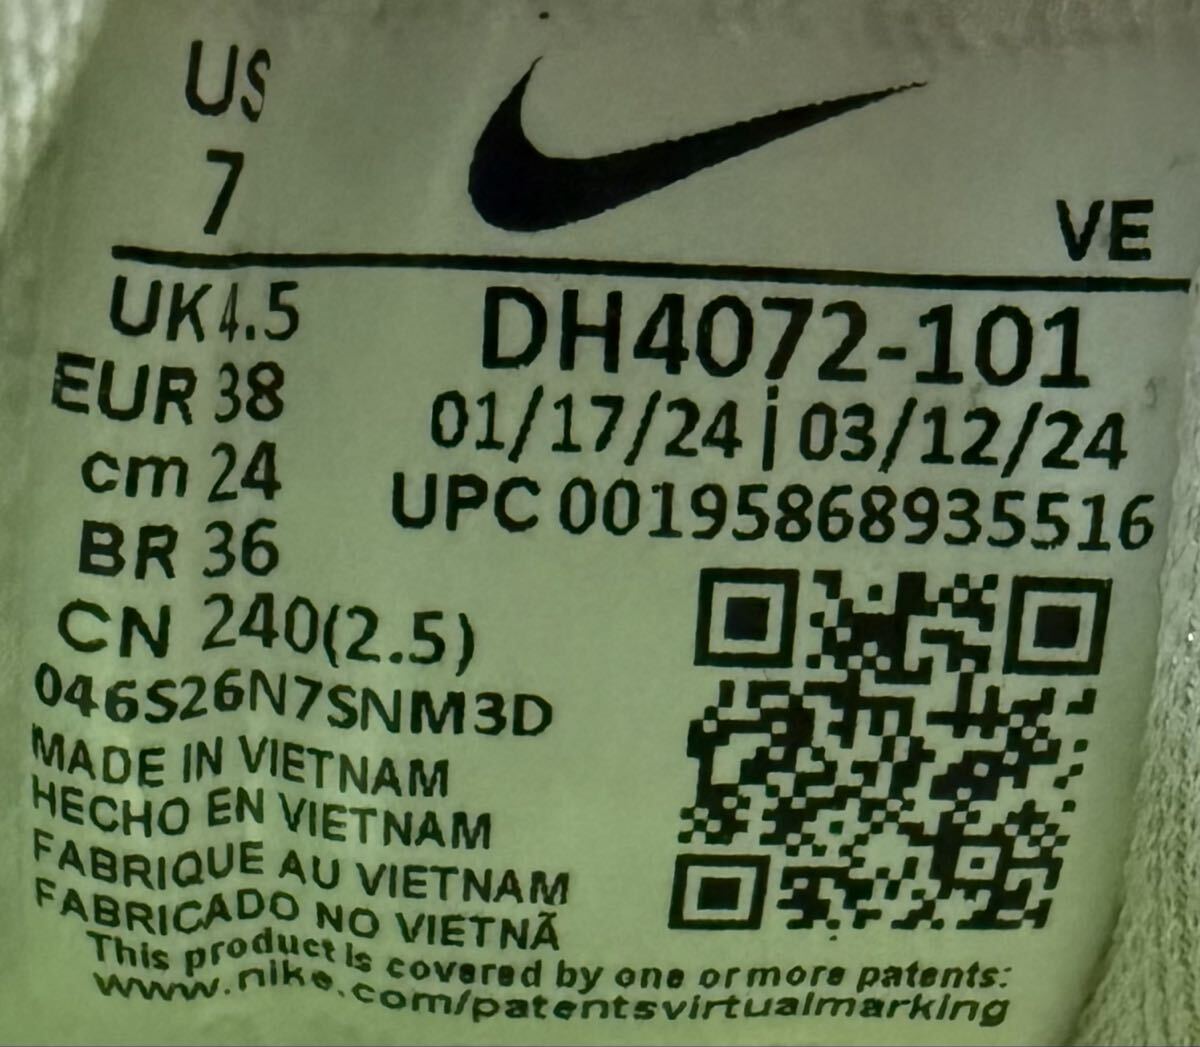 US
7
VE
UK 4.5
EUR 38
cm 24
BR 36
CN 240(2.5)
DH4072-101
01/17/24 | 03/12/24
UPC 00195868935516
046S26N7SNM3D
MADE IN VIETNAM
HECHO EN VIETNAM
FABRIQUE AU VIETNAM
FABRICADO NO VIETNÃ
This product is covered by one or more patents:
www.nike.com/patentsvirtualmarking